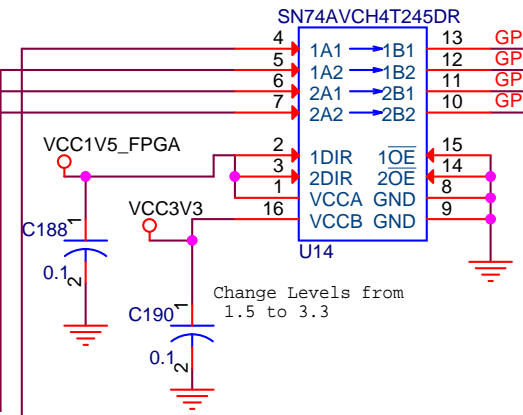 SN74AVCH4T245DR
4 1A1 1B1 13 GP
5 1A2 1B2 12 GP
6 2A1 2B1 11 GP
7 2A2 2B2 10 GP
VCC1V5_FPGA
2 1DIR 1OE 15
3 2DIR 2OE 14
1 VCCA GND 8
16 VCCB GND 9
VCC3V3
U14
C188 1
0.1 2
Change Levels from
1.5 to 3.3
C190 1
0.1 2